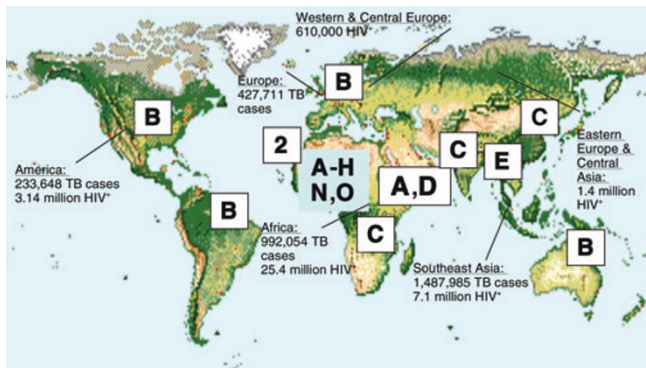 Western & Central Europe:
610,000 HIV⁺
Europe:
427,711 TB
cases
B
B
C
2
C
E
Eastern
Europe &
Central
Asia:
1.4 million
HIV⁺
A-H
N,O
A,D
América:
233,648 TB cases
3.14 million HIV⁺
B
Africa:
992,054 TB
cases
25.4 million HIV⁺
C
B
Southeast Asia:
1,487,985 TB cases
7.1 million HIV⁺